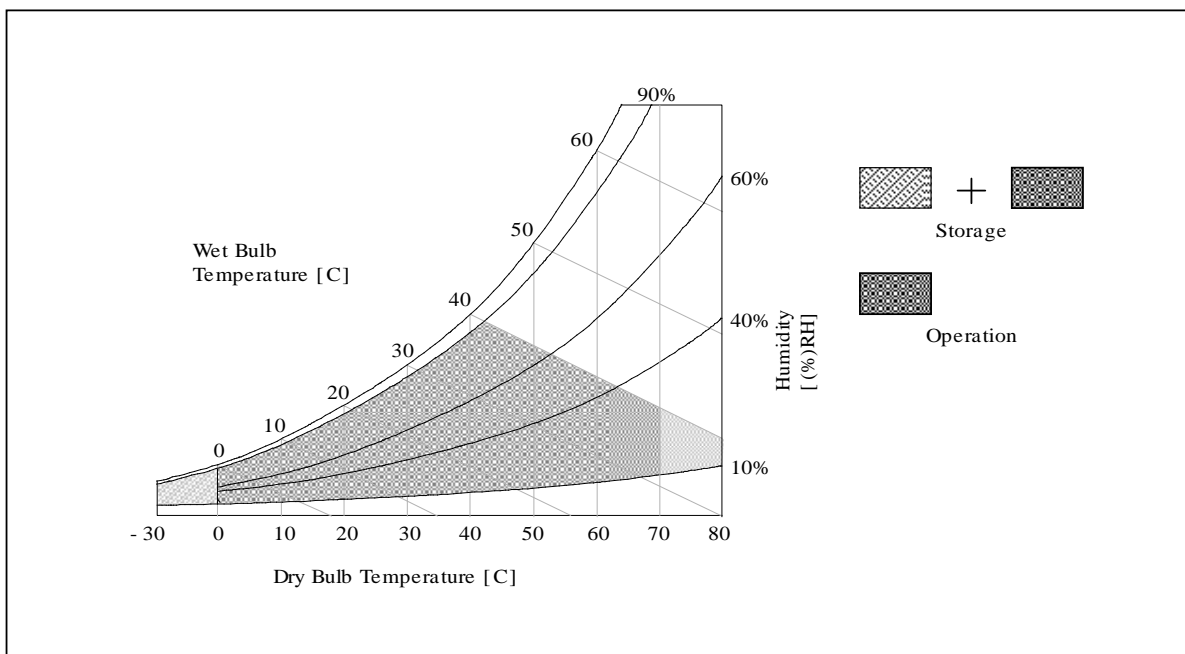 90%
60
60%
50
Storage
Wet Bulb
Temperature [C]
40
40%
Humidity
[(%)RH]
Operation
30
20
10
0
10%
-30 0 10 20 30 40 50 60 70 80
Dry Bulb Temperature [C]
+